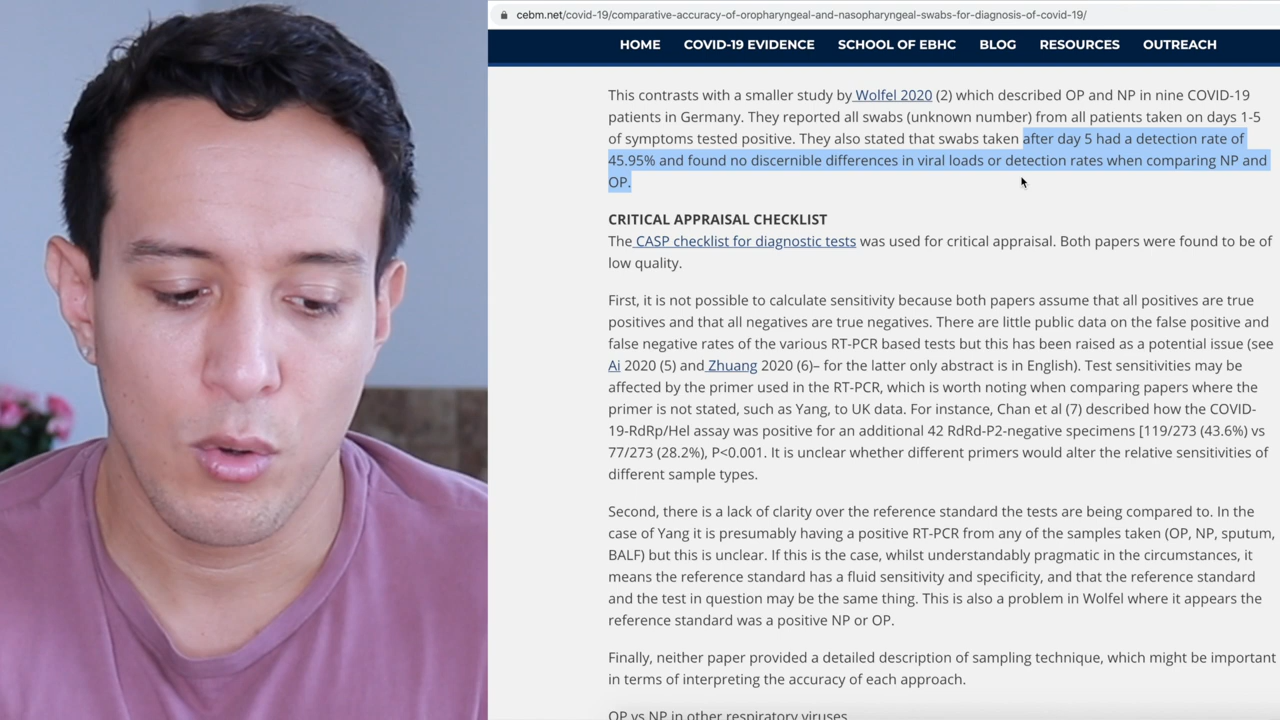 cebm.net/covid-19/comparative-accuracy-of-oropharyngeal-and-nasopharyngeal-swabs-for-diagnosis-of-covid-19/
HOME COVID-19 EVIDENCE SCHOOL OF EBHC BLOG RESOURCES OUTREACH
This contrasts with a smaller study by Wolfel 2020 (2) which described OP and NP in nine COVID-19
patients in Germany. They reported all swabs (unknown number) from all patients taken on days 1-5
of symptoms tested positive. They also stated that swabs taken after day 5 had a detection rate of
45.95% and found no discernible differences in viral loads or detection rates when comparing NP and
OP.
CRITICAL APPRAISAL CHECKLIST
The CASP checklist for diagnostic tests was used for critical appraisal. Both papers were found to be of
low quality.
First, it is not possible to calculate sensitivity because both papers assume that all positives are true
positives and that all negatives are true negatives. There are little public data on the false positive and
false negative rates of the various RT-PCR based tests but this has been raised as a potential issue (see
Ai 2020 (5) and Zhuang 2020 (6)– for the latter only abstract is in English). Test sensitivities may be
affected by the primer used in the RT-PCR, which is worth noting when comparing papers where the
primer is not stated, such as Yang, to UK data. For instance, Chan et al (7) described how the COVID-
19-RdRp/Hel assay was positive for an additional 42 RdRd-P2-negative specimens [119/273 (43.6%) vs
77/273 (28.2%), P<0.001. It is unclear whether different primers would alter the relative sensitivities of
different sample types.
Second, there is a lack of clarity over the reference standard the tests are being compared to. In the
case of Yang it is presumably having a positive RT-PCR from any of the samples taken (OP, NP, sputum,
BALF) but this is unclear. If this is the case, whilst understandably pragmatic in the circumstances, it
means the reference standard has a fluid sensitivity and specificity, and that the reference standard
and the test in question may be the same thing. This is also a problem in Wolfel where it appears the
reference standard was a positive NP or OP.
Finally, neither paper provided a detailed description of sampling technique, which might be important
in terms of interpreting the accuracy of each approach.
OP vs NP in other respiratory viruses